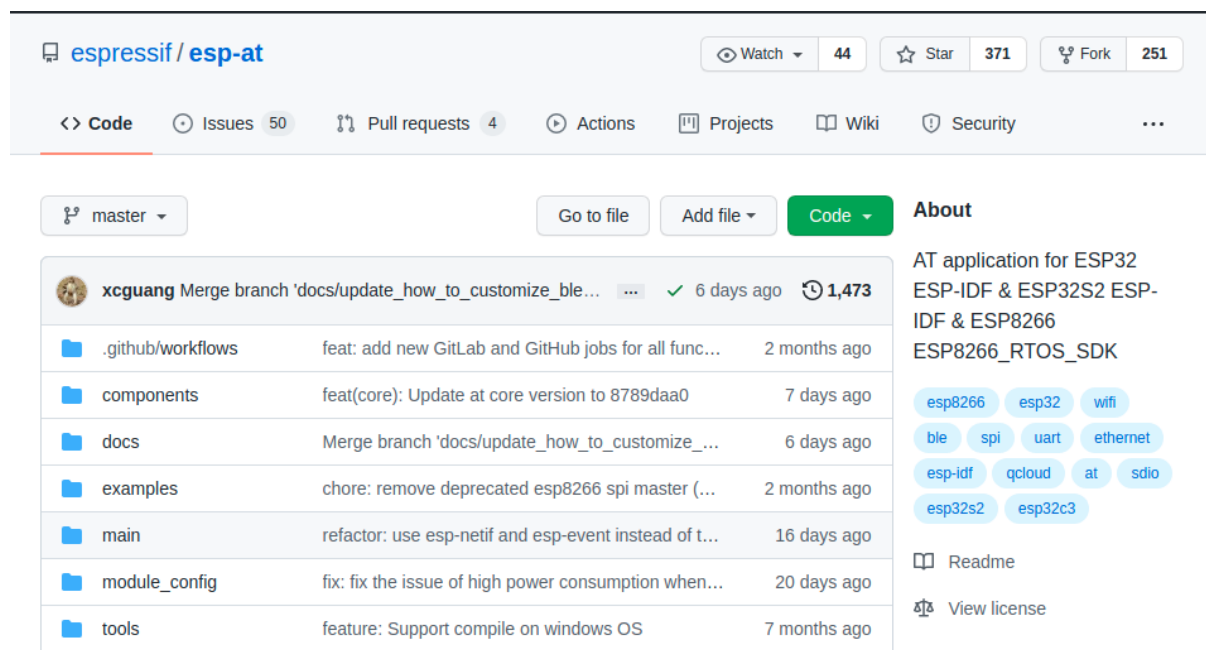 espressif / esp-at
Watch 44 Star 371 Fork 251
Code Issues 50 Pull requests 4 Actions Projects Wiki Security ...
master Go to file Add file Code
xcguang Merge branch 'docs/update_how_to_customize_ble... ... 6 days ago 1,473
.github/workflows feat: add new GitLab and GitHub jobs for all func... 2 months ago
components feat(core): Update at core version to 8789daa0 7 days ago
docs Merge branch 'docs/update_how_to_customize_... 6 days ago
examples chore: remove deprecated esp8266 spi master (... 2 months ago
main refactor: use esp-netif and esp-event instead of t... 16 days ago
module_config fix: fix the issue of high power consumption when... 20 days ago
tools feature: Support compile on windows OS 7 months ago
About
AT application for ESP32
ESP-IDF & ESP32S2 ESP-
IDF & ESP8266
ESP8266_RTOS_SDK
esp8266 esp32 wifi
ble spi uart ethernet
esp-idf qcloud at sdio
esp32s2 esp32c3
Readme
View license